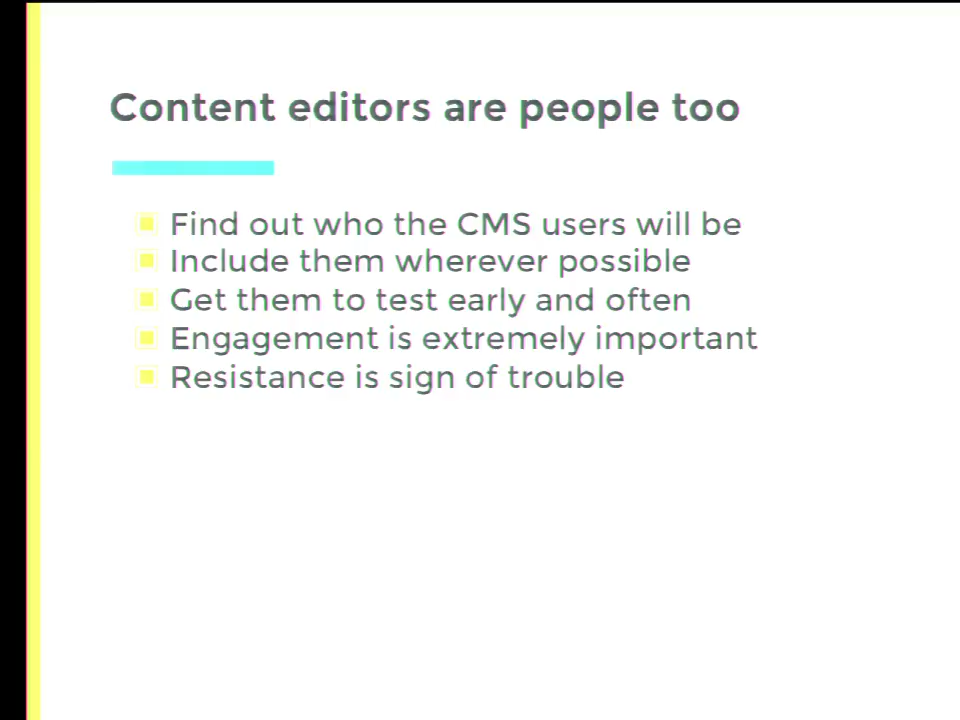 Content editors are people too
Find out who the CMS users will be
Include them wherever possible
Get them to test early and often
Engagement is extremely important
Resistance is sign of trouble